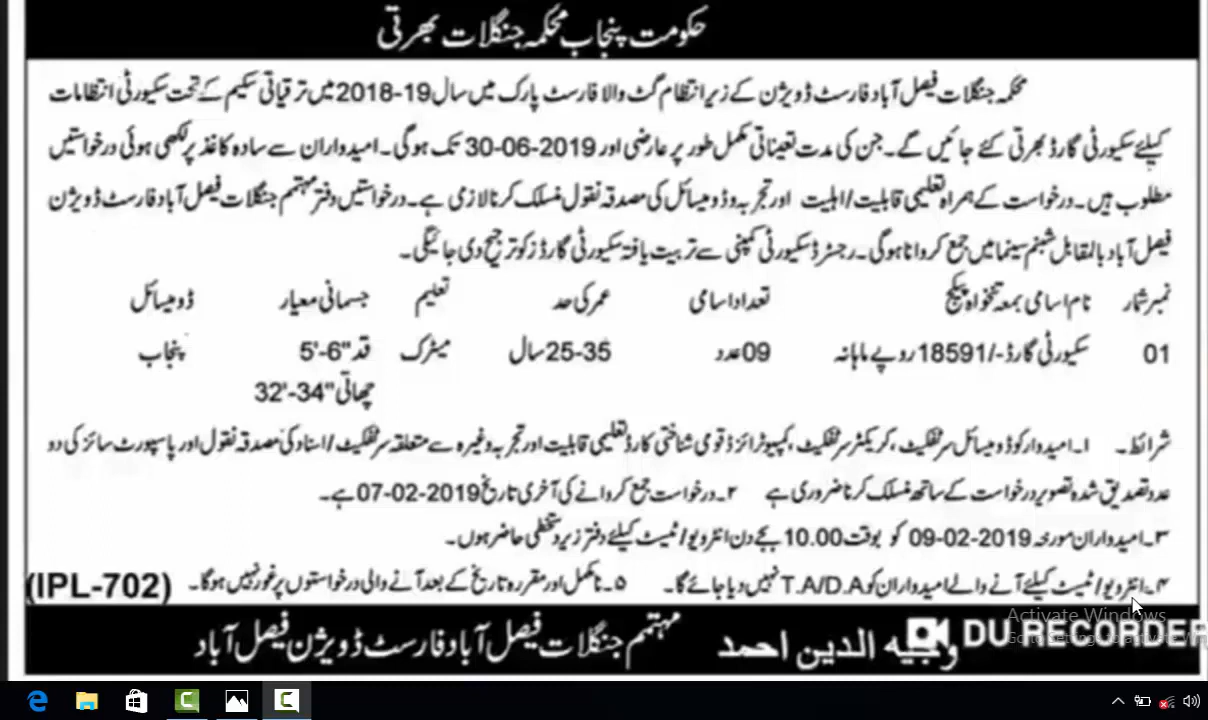 حکومت پنجاب محکمہ جنگلات بھرتی
محکمہ جنگلات فیصل آباد فارسٹ ڈویژن کے زیر انتظام گٹ والا فارسٹ پارک میں سال 19-2018 میں ترقیاتی سکیم کے تحت سکیورٹی انتظامات
کیلئے سکیورٹی گارڈ بھرتی کئے جائیں گے۔ جن کی مدت تعیناتی مکمل طور پر عارضی اور 2019-06-30 تک ہوگی۔ امیدواران سے سادہ کاغذ پر لکھی ہوئی درخواستیں
مطلوب ہیں۔ درخواست کے ہمراہ تعلیمی قابلیت/اہلیت اور تجربہ و ڈومیسائل کی مصدقہ نقول منسلک کرنا لازمی ہے۔ درخواستیں دفتر مہتمم جنگلات فیصل آباد فارسٹ ڈویژن
فیصل آباد بالمقابل شبنم سینما میں جمع کروانا ہوگی۔ رجسٹرڈ سکیورٹی کمپنی سے تربیت یافتہ سکیورٹی گارڈز کو ترجیح دی جائیگی۔
نمبر شمار نام اسامی بمعہ تنخواہ پیکج تعداد اسامی عمر کی حد تعلیم جسمانی معیار ڈومیسائل
01 سکیورٹی گارڈ -/18591 روپے ماہانہ 09 عدد 25-35 سال میٹرک قد "6-'5 پنجاب
چھاتی "34-'32
شرائط۔ ۱۔ امیدوار کو ڈومیسائل سرٹیفکیٹ، کریکٹر سرٹیفکیٹ، کمپیوٹرائزڈ قومی شناختی کارڈ تعلیمی قابلیت اور تجربہ وغیرہ سے متعلقہ سرٹیفکیٹ/اسناد کی مصدقہ نقول اور پاسپورٹ سائز کی دو
عدد تصدیق شدہ تصویر درخواست کے ساتھ منسلک کرنا ضروری ہے ۲۔ درخواست جمع کروانے کی آخری تاریخ 2019-02-07 ہے۔
۳۔ امیدواران مورخہ 2019-02-09 کو بوقت 10.00 بجے دن انٹرویو/ٹیسٹ کیلئے دفتر زیر دستخطی حاضر ہوں۔
۴۔ انٹرویو/ٹیسٹ کیلئے آنے والے امیدواران کو T.A/D.A نہیں دیا جائے گا۔ ۵۔ نامکمل اور مقررہ تاریخ کے بعد آنے والی درخواستوں پر غور نہیں ہوگا۔ (IPL-702)
Activate Windows
وجیہ الدین احمد مہتمم جنگلات فیصل آباد فارسٹ ڈویژن فیصل آباد
DU RECORDER